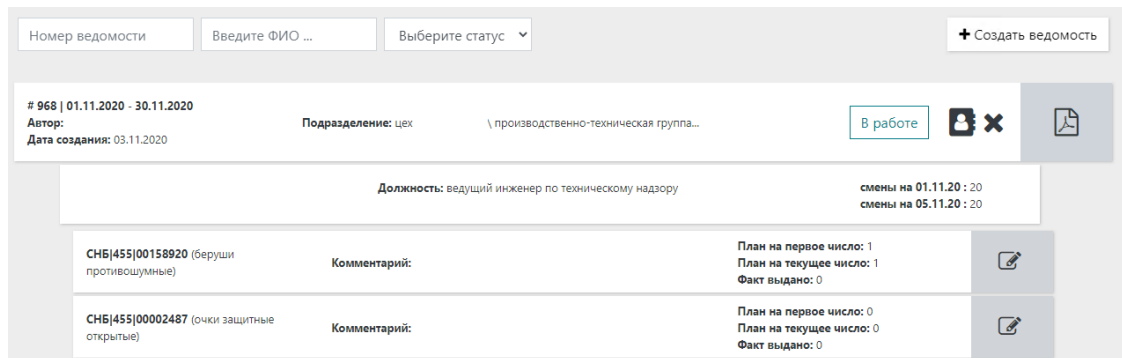 Номер ведомости
Введите ФИО ...
Выберите статус
Создать ведомость
# 968 | 01.11.2020 - 30.11.2020
Автор:
Дата создания: 03.11.2020
Подразделение: цех \ производственно-техническая группа...
В работе
Должность: ведущий инженер по техническому надзору
смены на 01.11.20 : 20
смены на 05.11.20 : 20
СНБ|455|00158920 (беруши
противошумные)
Комментарий:
План на первое число: 1
План на текущее число: 1
Факт выдано: 0
СНБ|455|00002487 (очки защитные
открытые)
Комментарий:
План на первое число: 0
План на текущее число: 0
Факт выдано: 0